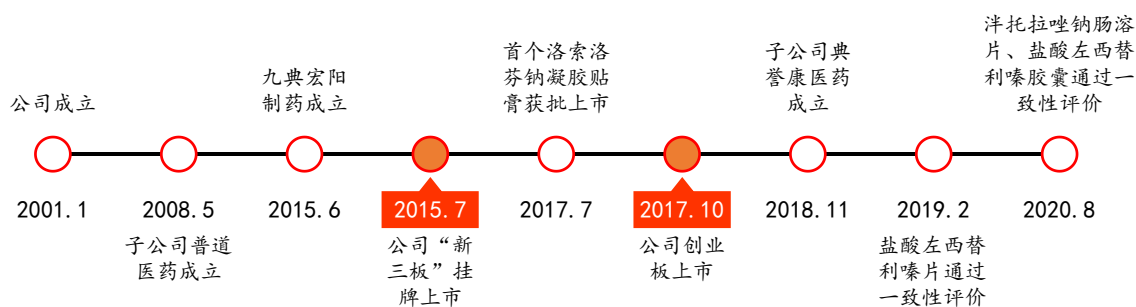 公司成立
九典宏阳
制药成立
首个洛索洛
芬钠凝胶贴
膏获批上市
子公司典
誉康医药
成立
泮托拉唑钠肠溶
片、盐酸左西替
利嗪胶囊通过一
致性评价
2001.1
2008.5
2015.6
2015.7
2017.7
2017.10
2018.11
2019.2
2020.8
子公司普道
医药成立
公司“新
三板”挂
牌上市
公司创业
板上市
盐酸左西替
利嗪片通过
一致性评价